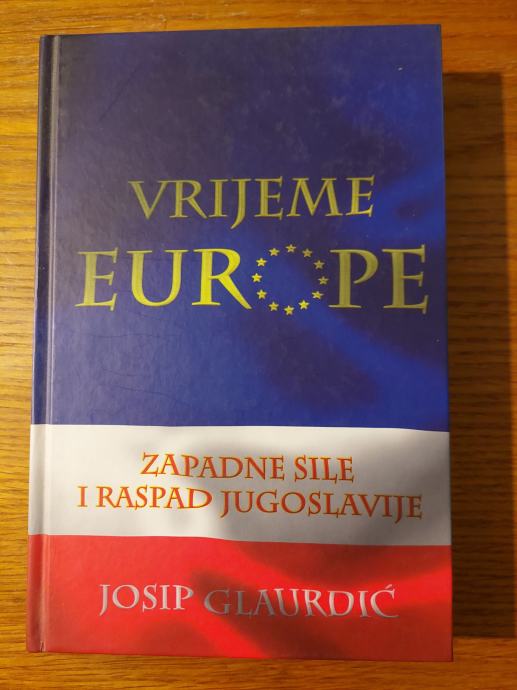 VRIJEME
EUROPE
ZAPADNE SILE
I RASPAD JUGOSLAVIJE
JOSIP GLAURDIĆ